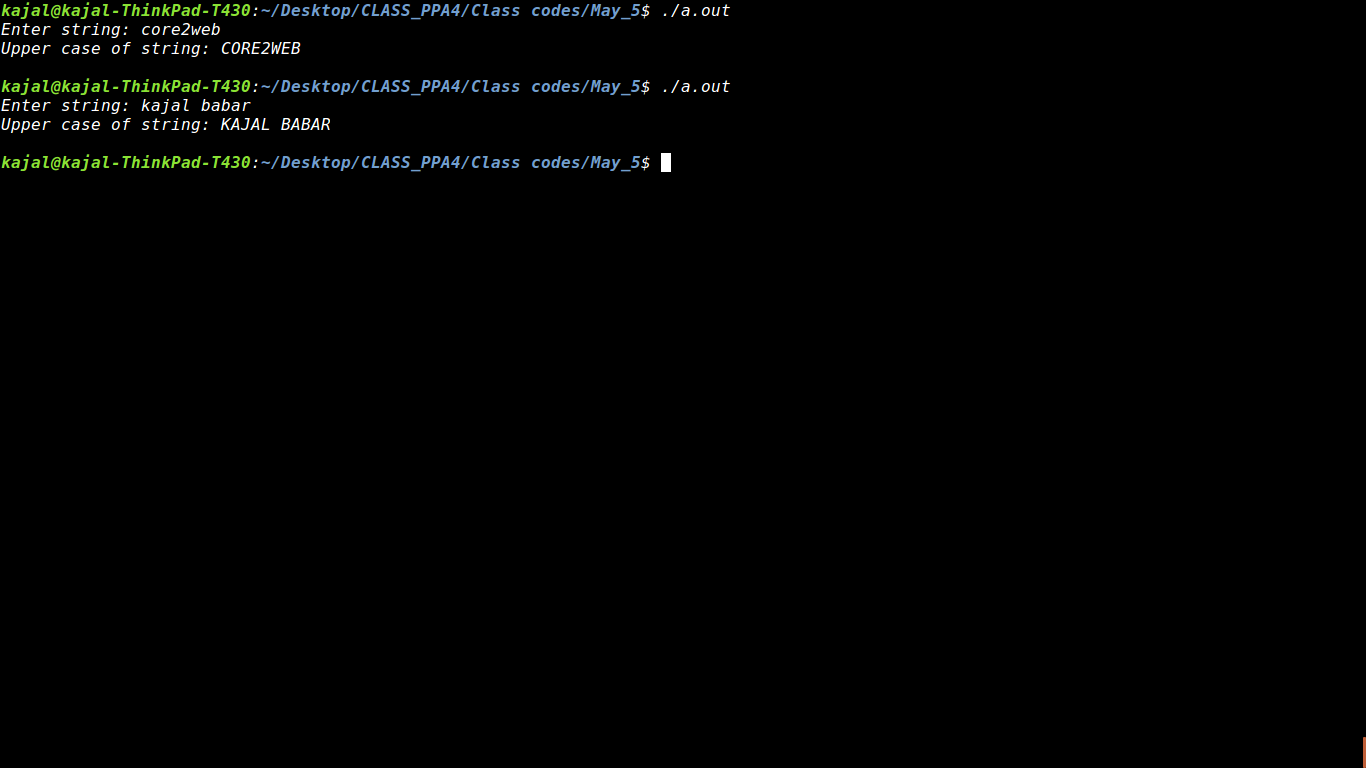 kajal@kajal-ThinkPad-T430:~/Desktop/CLASS_PPA4/Class codes/May_5$ ./a.out
Enter string: core2web
Upper case of string: CORE2WEB
kajal@kajal-ThinkPad-T430:~/Desktop/CLASS_PPA4/Class codes/May_5$ ./a.out
Enter string: kajal babar
Upper case of string: KAJAL BABAR
kajal@kajal-ThinkPad-T430:~/Desktop/CLASS_PPA4/Class codes/May_5$